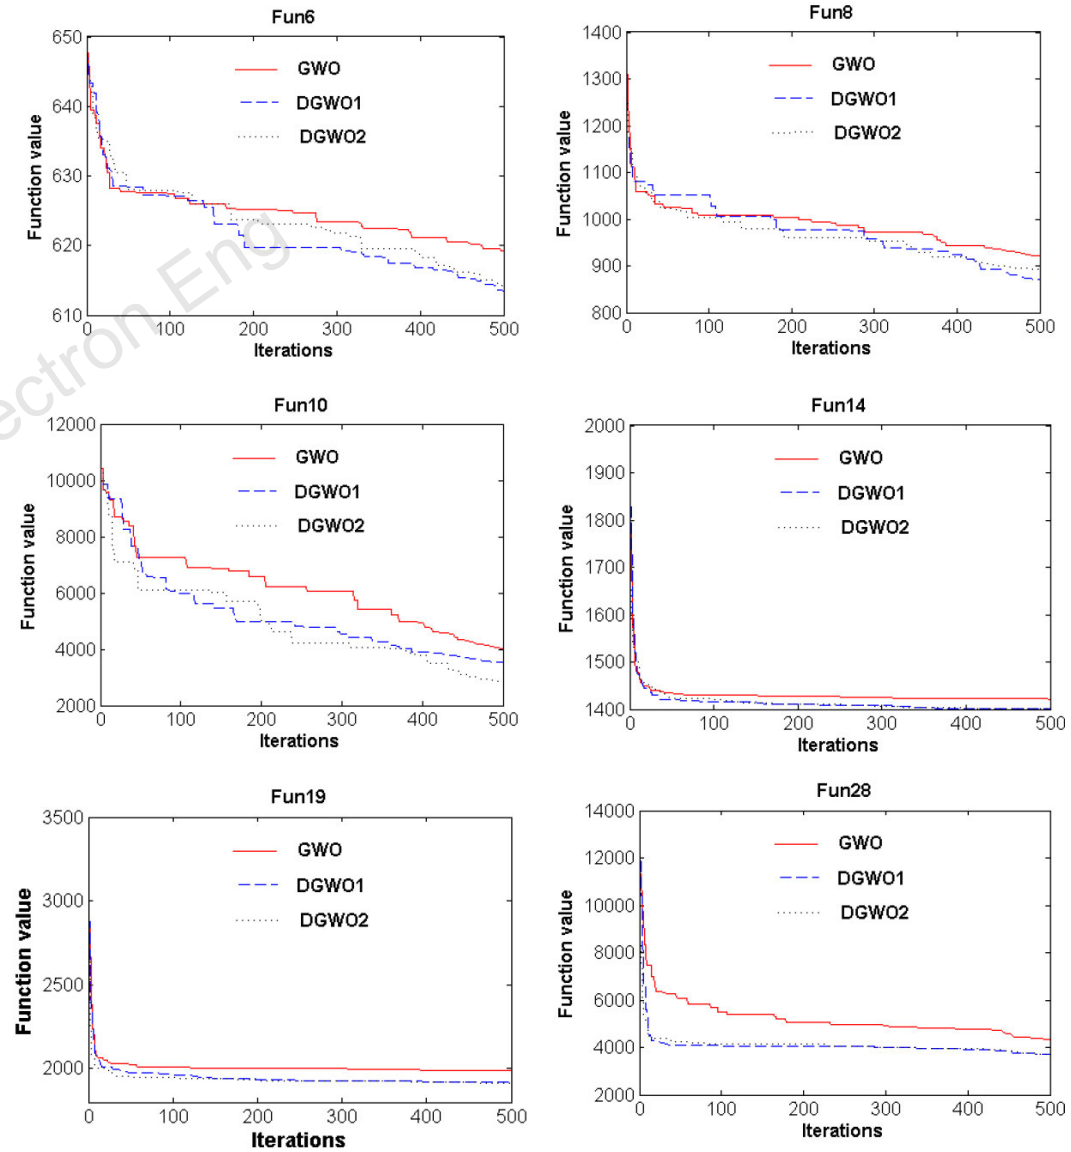 Fun6
650
640
630
620
610
0 100 200 300 400 500
Function value
Iterations
GWO
DGWO1
DGWO2
Fun8
1400
1300
1200
1100
1000
900
800
0 100 200 300 400 500
Function value
Iterations
GWO
DGWO1
DGWO2
ectron Eng
Fun10
12000
10000
8000
6000
4000
2000
0 100 200 300 400 500
Function value
Iterations
GWO
DGWO1
DGWO2
Fun14
2000
1900
1800
1700
1600
1500
1400
0 100 200 300 400 500
Function value
Iterations
GWO
DGWO1
DGWO2
Fun19
3500
3000
2500
2000
0 100 200 300 400 500
Function value
Iterations
GWO
DGWO1
DGWO2
Fun28
14000
12000
10000
8000
6000
4000
2000
0 100 200 300 400 500
Function value
Iterations
GWO
DGWO1
DGWO2